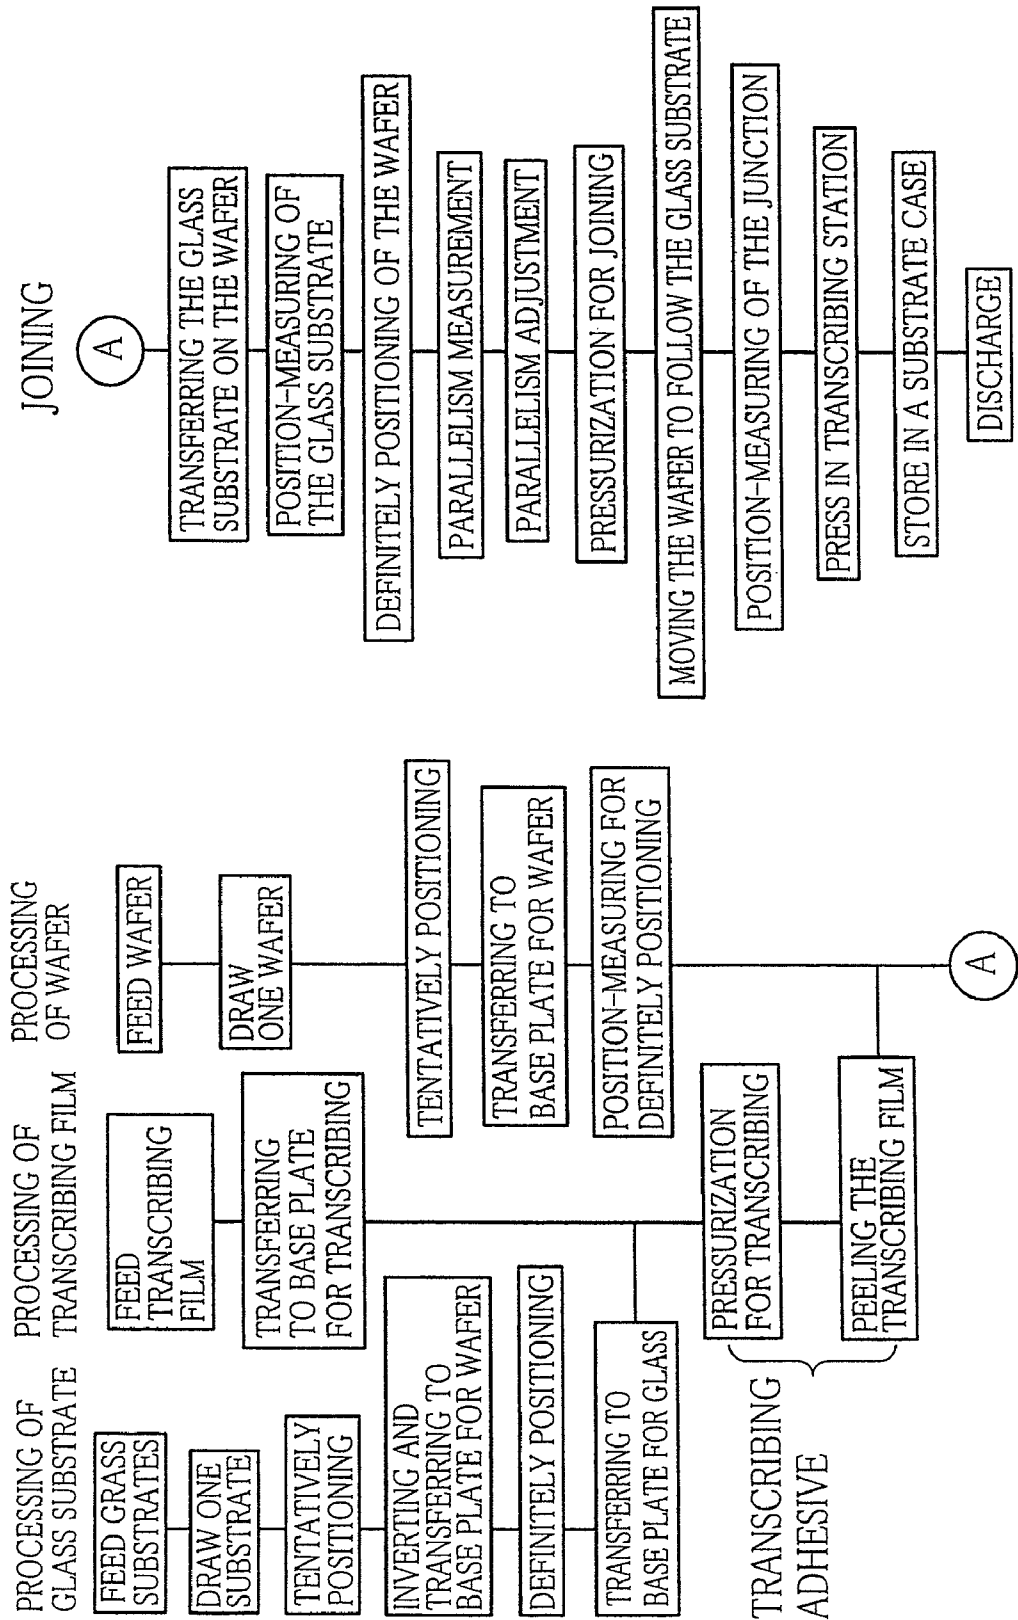 PROCESSING OF
GLASS SUBSTRATE
FEED GRASS
SUBSTRATES
DRAW ONE
SUBSTRATE
TENTATIVELY
POSITIONING
INVERTING AND
TRANSFERRING TO
BASE PLATE FOR WAFER
DEFINITELY POSITIONING
TRANSFERRING TO
BASE PLATE FOR GLASS
PROCESSING OF
TRANSCRIBING FILM
FEED
TRANSCRIBING
FILM
TRANSFERRING
TO BASE PLATE
FOR TRANSCRIBING
TRANSCRIBING
ADHESIVE
PRESSURIZATION
FOR TRANSCRIBING
PEELING THE
TRANSCRIBING FILM
PROCESSING
OF WAFER
FEED WAFER
DRAW
ONE WAFER
TENTATIVELY POSITIONING
TRANSFERRING TO
BASE PLATE FOR WAFER
POSITION-MEASURING FOR
DEFINITELY POSITIONING
A
JOINING
A
TRANSFERRING THE GLASS
SUBSTRATE ON THE WAFER
POSITION-MEASURING OF
THE GLASS SUBSTRATE
DEFINITELY POSITIONING OF THE WAFER
PARALLELISM MEASUREMENT
PARALLELISM ADJUSTMENT
PRESSURIZATION FOR JOINING
MOVING THE WAFER TO FOLLOW THE GLASS SUBSTRATE
POSITION-MEASURING OF THE JUNCTION
PRESS IN TRANSCRIBING STATION
STORE IN A SUBSTRATE CASE
DISCHARGE